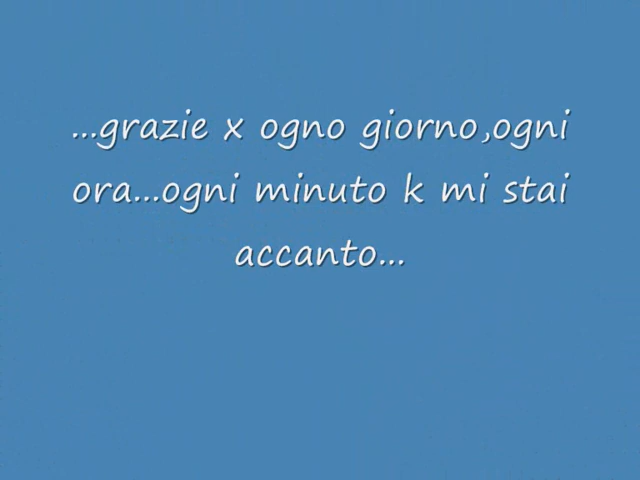 ...grazie x ogno giorno,ogni
ora...ogni minuto k mi stai
accanto...